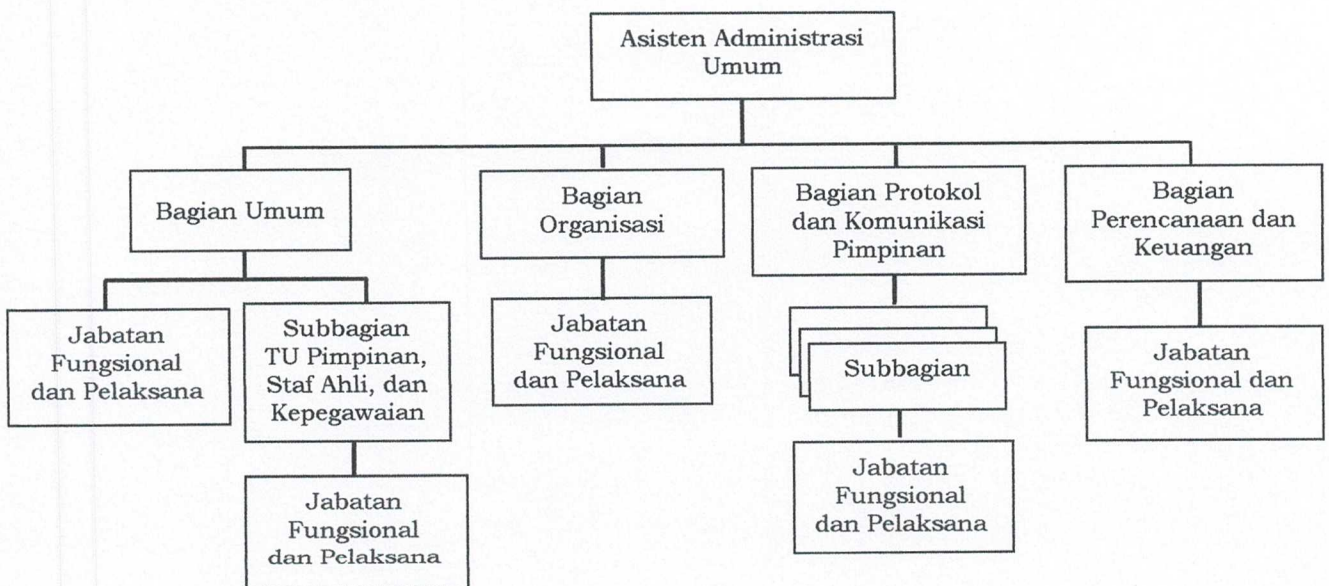 Asisten Administrasi
Umum
Bagian Umum
Bagian
Organisasi
Bagian Protokol
dan Komunikasi
Pimpinan
Bagian
Perencanaan dan
Keuangan
Jabatan
Fungsional
dan Pelaksana
Subbagian
TU Pimpinan,
Staf Ahli, dan
Kepegawaian
Jabatan
Fungsional
dan Pelaksana
Jabatan
Fungsional
dan Pelaksana
Subbagian
Jabatan
Fungsional
dan Pelaksana
Jabatan
Fungsional dan
Pelaksana